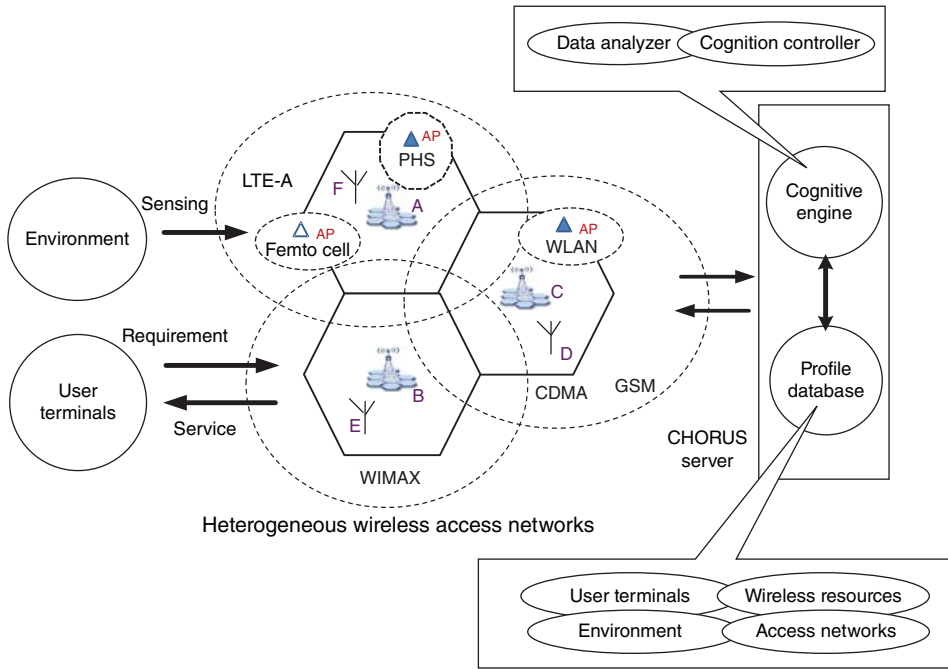 Data analyzer
Cognition controller
AP
PHS
LTE-A
F
A
Sensing
Environment
AP
Femto cell
AP
WLAN
C
D
Cognitive
engine
Requirement
User
terminals
Service
B
E
CDMA
GSM
Profile
database
CHORUS
server
WIMAX
Heterogeneous wireless access networks
User terminals
Wireless resources
Environment
Access networks